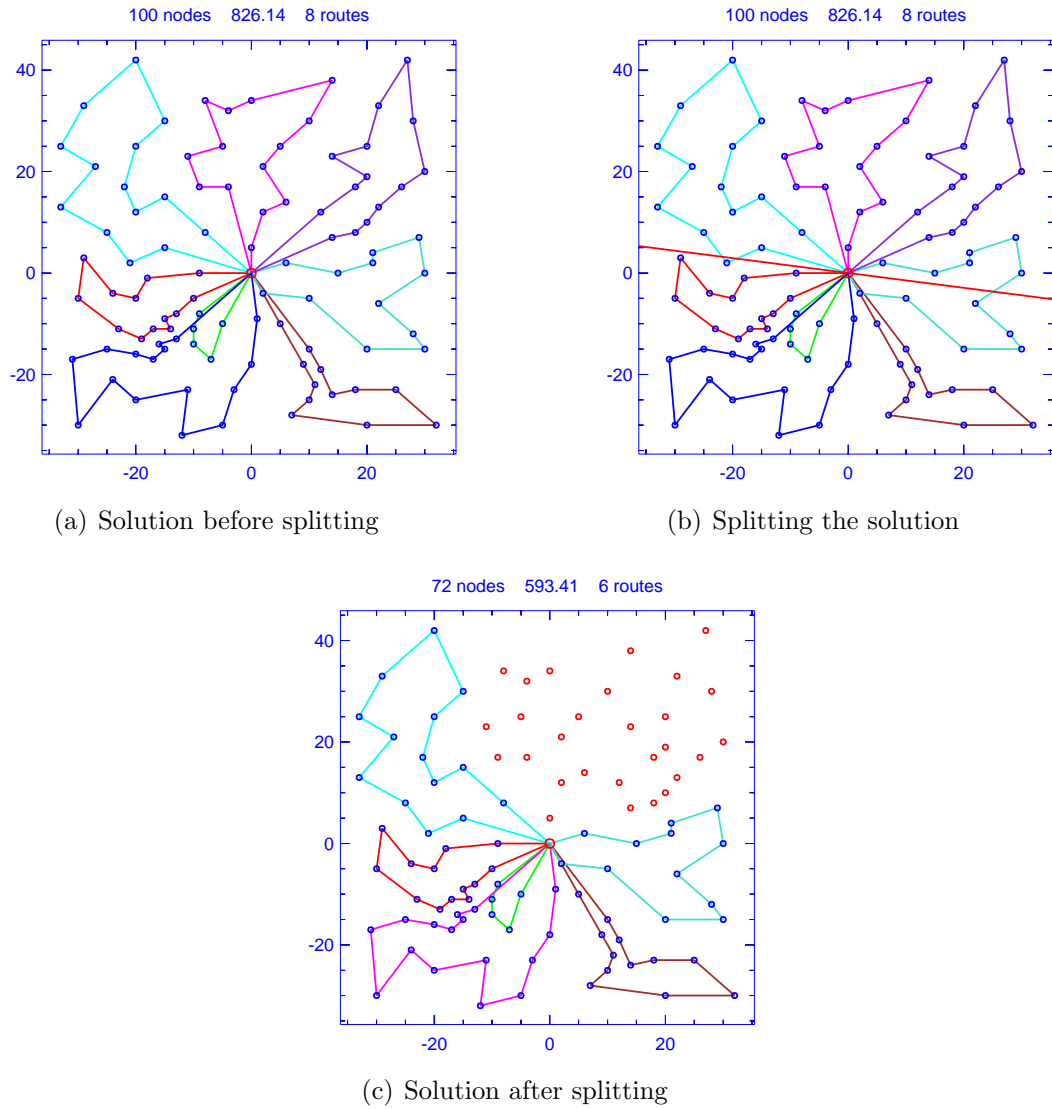 100 nodes 826.14 8 routes
40
20
0
-20
-20 0 20
(a) Solution before splitting
100 nodes 826.14 8 routes
40
20
0
-20
-20 0 20
(b) Splitting the solution
72 nodes 593.41 6 routes
40
20
0
-20
-20 0 20
(c) Solution after splitting